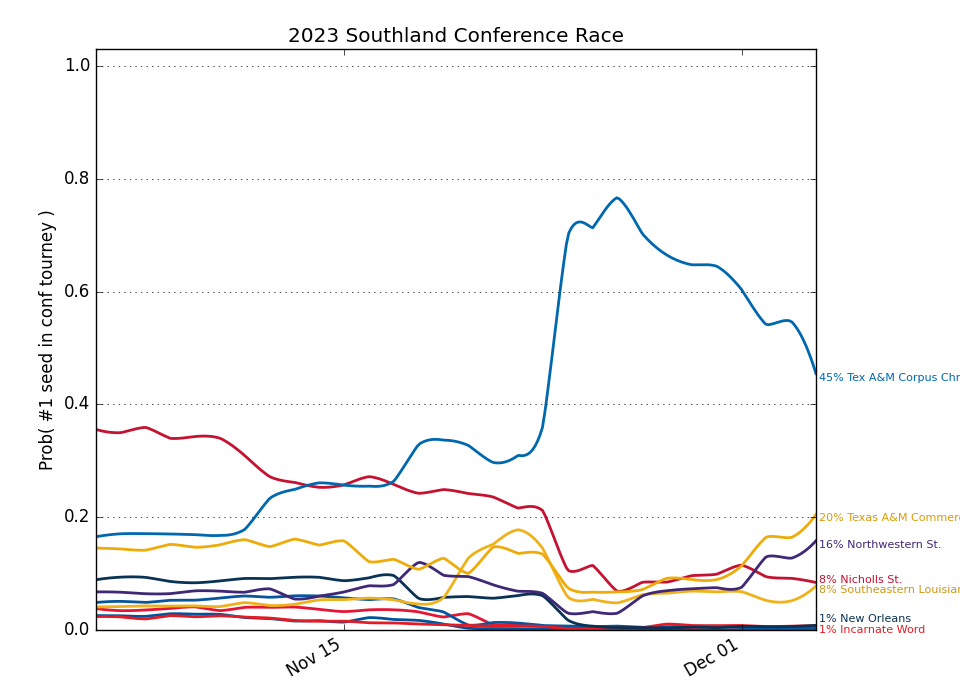 2023 Southland Conference Race
Prob( #1 seed in conf tourney )
1.0
0.8
0.6
0.4
0.2
0.0
Nov 15
Dec 01
45% Tex A&M Corpus Chr
20% Texas A&M Commer
16% Northwestern St.
8% Nicholls St.
8% Southeastern Louisian
1% New Orleans
1% Incarnate Word